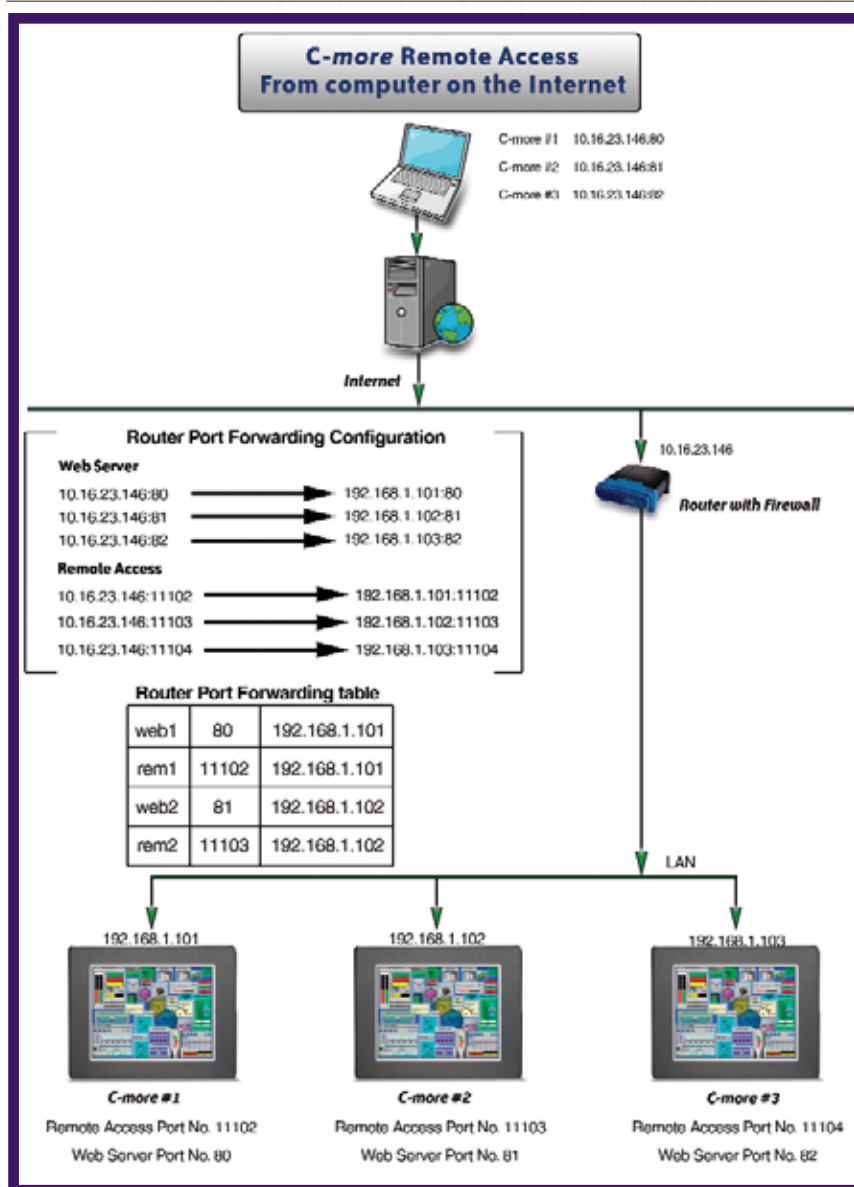 C-more Remote Access
From computer on the Internet
C-more #1 10.16.23.146:80
C-more #2 10.16.23.146:81
C-more #3 10.16.23.146:82
Internet
Router Port Forwarding Configuration
Web Server
10.16.23.146:80 192.168.1.101:80
10.16.23.146:81 192.168.1.102:81
10.16.23.146:82 192.168.1.103:82
Remote Access
10.16.23.146:11102 192.168.1.101:11102
10.16.23.146:11103 192.168.1.102:11103
10.16.23.146:11104 192.168.1.103:11104
10.16.23.146
Router with Firewall
Router Port Forwarding table
web1 80 192.168.1.101
rem1 11102 192.168.1.101
web2 81 192.168.1.102
rem2 11103 192.168.1.102
LAN
192.168.1.101
192.168.1.102
192.168.1.103
C-more #1
C-more #2
C-more #3
Remote Access Port No. 11102
Remote Access Port No. 11103
Remote Access Port No. 11104
Web Server Port No. 80
Web Server Port No. 81
Web Server Port No. 82